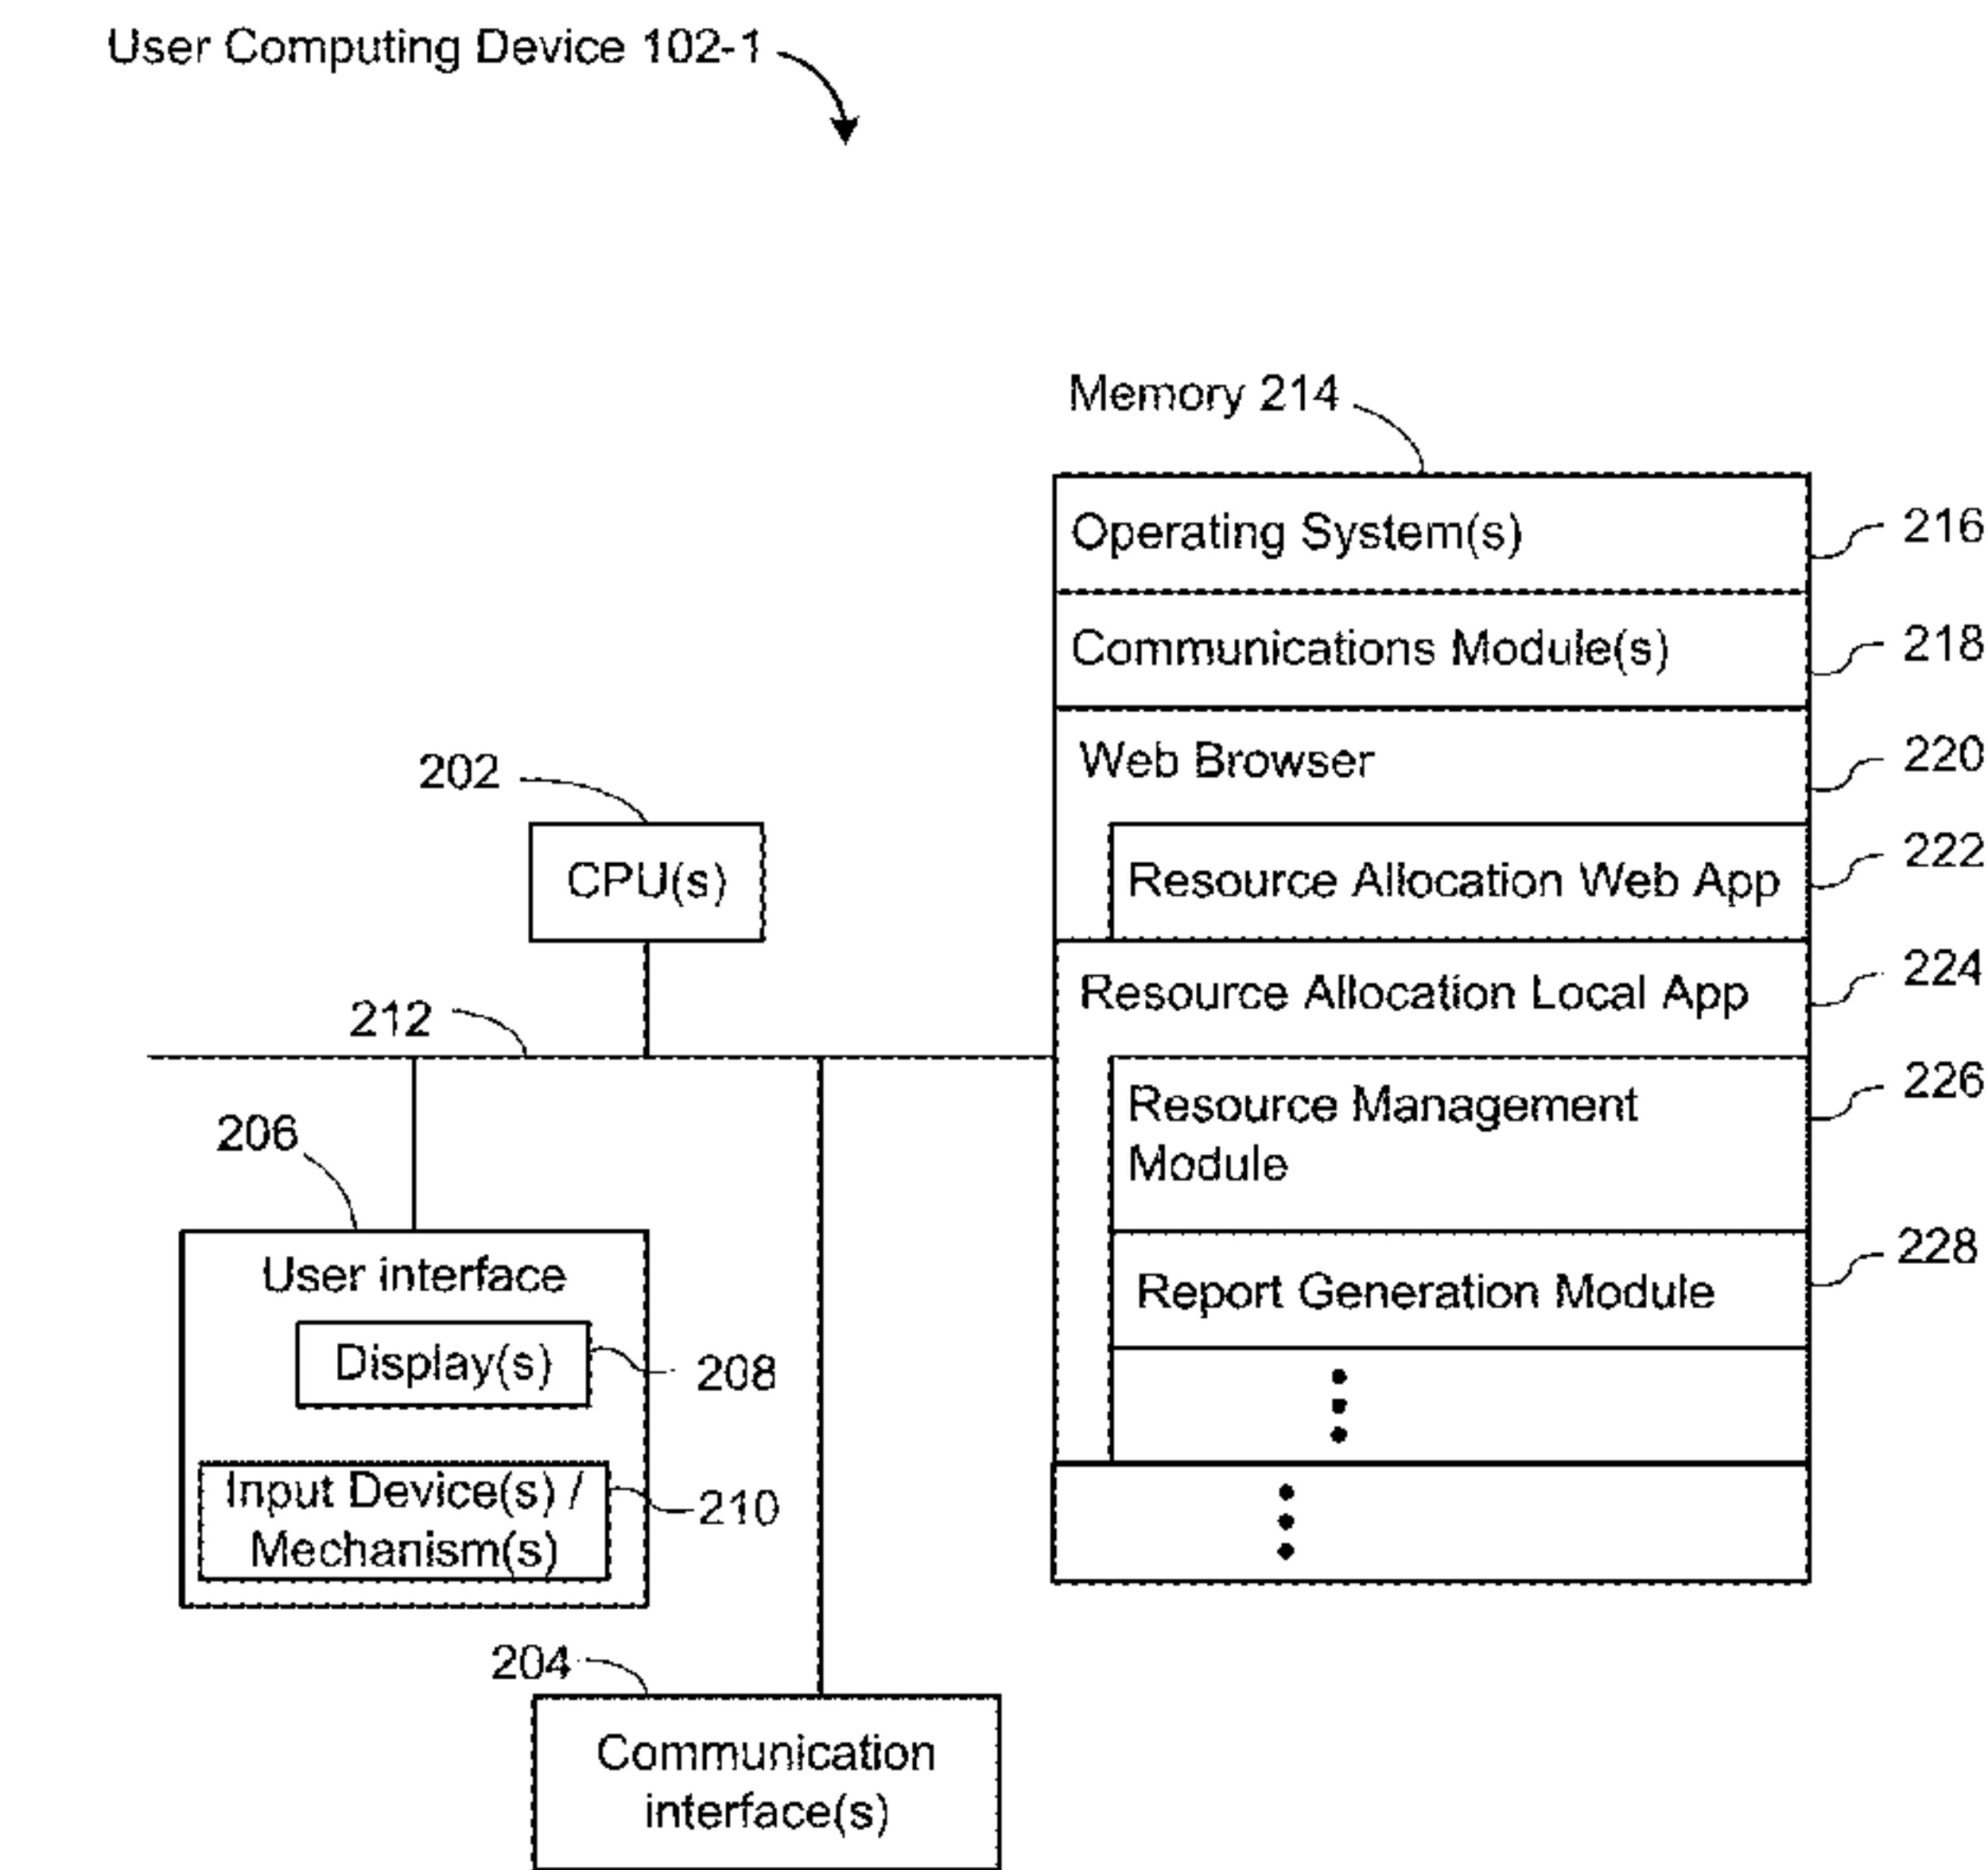 User Computing Device 102-1
Memory 214
Operating System(s)
216
Communications Module(s)
218
Web Browser
220
Resource Allocation Web App
222
Resource Allocation Local App
224
Resource Management
Module
226
Report Generation Module
228
202
CPU(s)
212
206
User interface
Display(s)
208
Input Device(s) /
Mechanism(s)
210
204
Communication
interface(s)